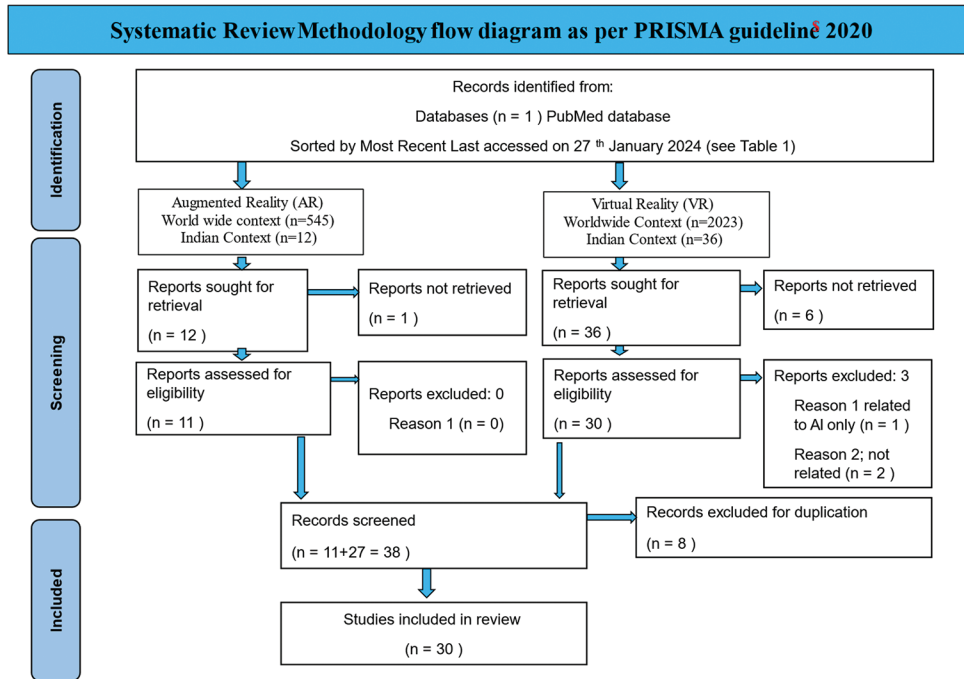 Systematic Review Methodology flow diagram as per PRISMA guideline§ 2020
Identification
Records identified from:
Databases (n = 1 ) PubMed database
Sorted by Most Recent Last accessed on 27 th January 2024 (see Table 1)
Augmented Reality (AR)
World wide context (n=545)
Indian Context (n=12)
Virtual Reality (VR)
Worldwide Context (n=2023)
Indian Context (n=36)
Screening
Reports sought for
retrieval
(n = 12 )
Reports not retrieved
(n = 1 )
Reports sought for
retrieval
(n = 36 )
Reports not retrieved
(n = 6 )
Reports assessed for
eligibility
(n = 11 )
Reports excluded: 0
Reason 1 (n = 0)
Reports assessed for
eligibility
(n = 30 )
Reports excluded: 3
Reason 1 related
to AI only (n = 1 )
Reason 2; not
related (n = 2 )
Records screened
(n = 11+27 = 38 )
Records excluded for duplication
(n = 8 )
Included
Studies included in review
(n = 30 )